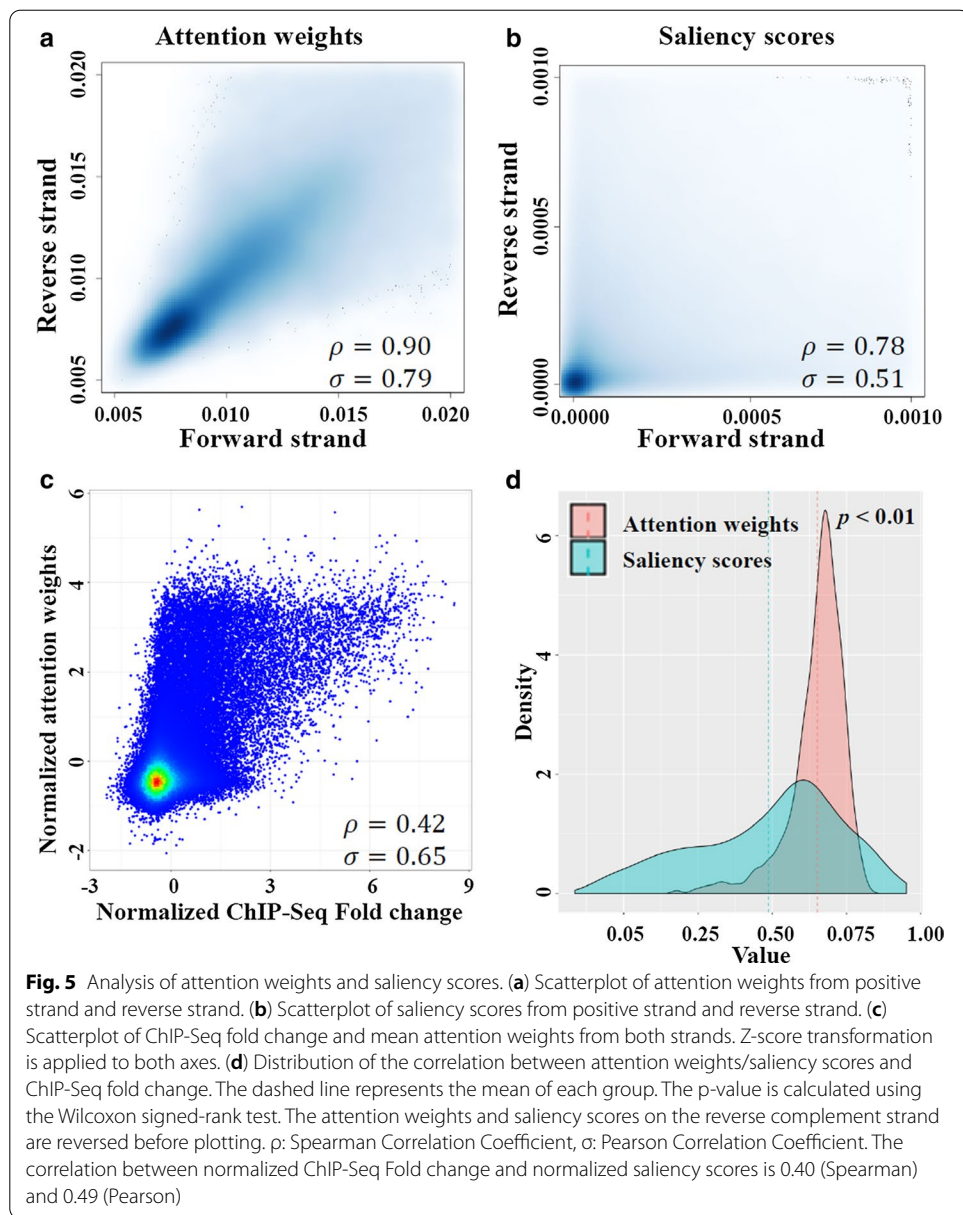 a Attention weights
0.020
0.015
0.010
0.005
Reverse strand
ρ = 0.90
σ = 0.79
0.005 0.010 0.015 0.020
Forward strand
b Saliency scores
0.0010
0.0005
0.0000
Reverse strand
ρ = 0.78
σ = 0.51
0.0000 0.0005 0.0010
Forward strand
c
6
4
2
0
-2
Normalized attention weights
ρ = 0.42
σ = 0.65
-3 0 3 6 9
Normalized ChIP-Seq Fold change
d
Attention weights
Saliency scores
p < 0.01
6
4
2
0
Density
0.05 0.25 0.50 0.075 1.00
Value
Fig. 5 Analysis of attention weights and saliency scores. (a) Scatterplot of attention weights from positive
strand and reverse strand. (b) Scatterplot of saliency scores from positive strand and reverse strand. (c)
Scatterplot of ChIP-Seq fold change and mean attention weights from both strands. Z-score transformation
is applied to both axes. (d) Distribution of the correlation between attention weights/saliency scores and
ChIP-Seq fold change. The dashed line represents the mean of each group. The p-value is calculated using
the Wilcoxon signed-rank test. The attention weights and saliency scores on the reverse complement strand
are reversed before plotting. ρ: Spearman Correlation Coefficient, σ: Pearson Correlation Coefficient. The
correlation between normalized ChIP-Seq Fold change and normalized saliency scores is 0.40 (Spearman)
and 0.49 (Pearson)